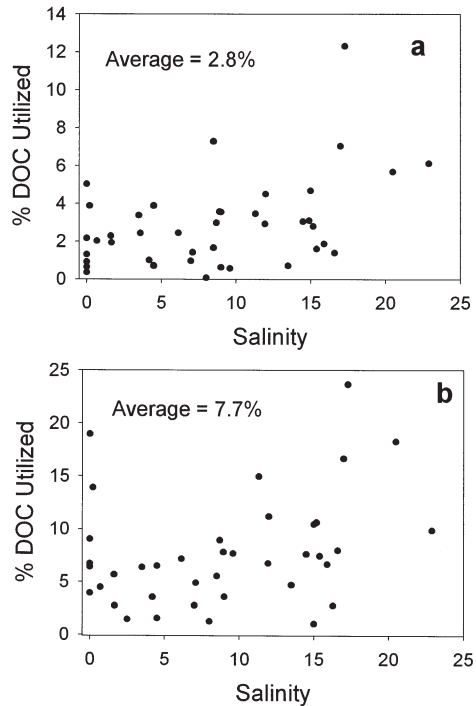 14
12
10
8
6
4
2
0
% DOC Utilized
Average = 2.8%
a
0 5 10 15 20 25
Salinity
25
20
15
10
5
0
% DOC Utilized
Average = 7.7%
b
0 5 10 15 20 25
Salinity